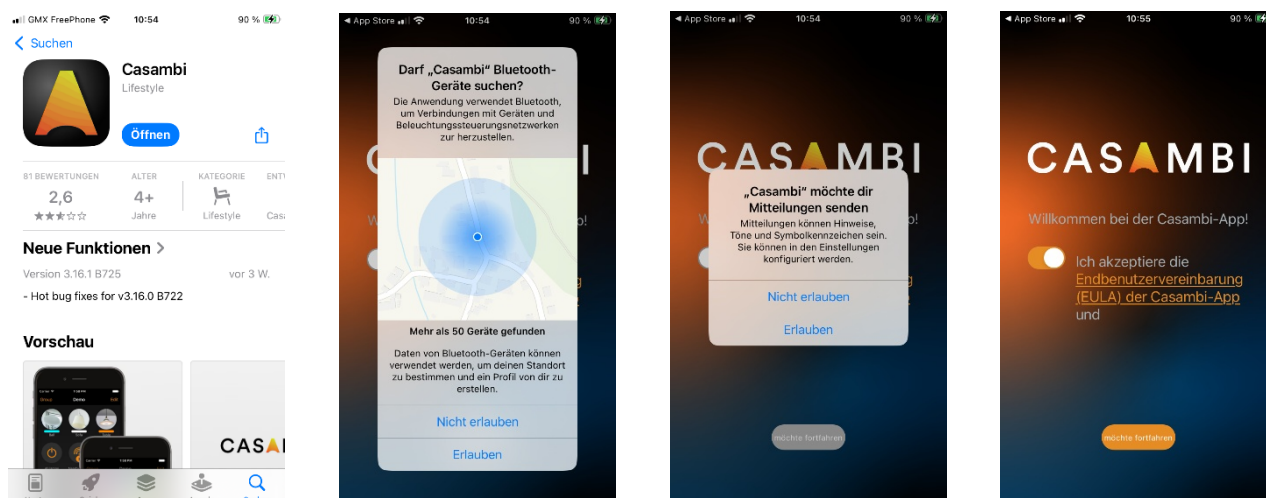 GMX FreePhone 10:54 90 %
Suchen
Casambi
Lifestyle
Öffnen
81 BEWERTUNGEN ALTER KATEGORIE
2,6 4+
Jahre Lifestyle
Neue Funktionen
Version 3.16.1 B725 vor 3 W.
- Hot bug fixes for v3.16.0 B722
Vorschau
Group Demo Edit
App Store 10:54 90 %
Darf „Casambi“ Bluetooth-
Geräte suchen?
Die Anwendung verwendet Bluetooth,
um Verbindungen mit Geräten und
Beleuchtungssteuerungsnetzwerken
zur herzustellen.
Mehr als 50 Geräte gefunden
Daten von Bluetooth-Geräten können
verwendet werden, um deinen Standort
zu bestimmen und ein Profil von dir zu
erstellen.
Nicht erlauben
Erlauben
App Store 10:54 90 %
CASAMBI
„Casambi“ möchte dir
Mitteilungen senden
Mitteilungen können Hinweise,
Töne und Symbolkennzeichen sein.
Sie können in den Einstellungen
konfiguriert werden.
Nicht erlauben
Erlauben
möchte fortfahren
App Store 10:55 90 %
CASAMBI
Willkommen bei der Casambi-App!
Ich akzeptiere die
Endbenutzervereinbarung
(EULA) der Casambi-App
und
möchte fortfahren